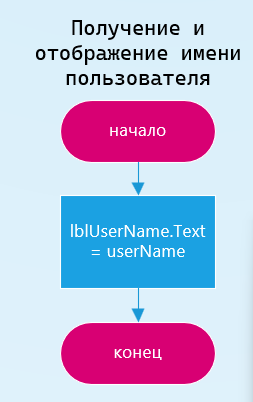 Получение и
отображение имени
пользователя
начало
lblUserName.Text
= userName
конец